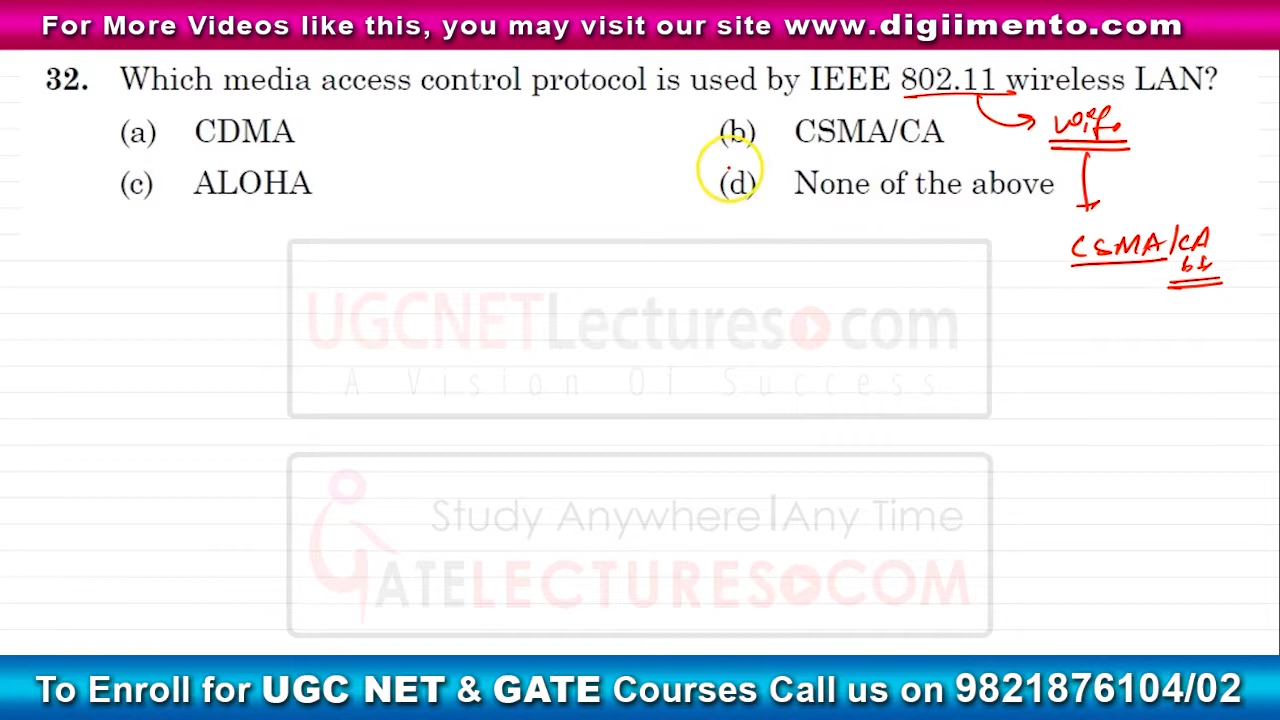 For More Videos like this, you may visit our site www.digiimento.com
32. Which media access control protocol is used by IEEE 802.11 wireless LAN?
(a) CDMA (b) CSMA/CA
(c) ALOHA (d) None of the above
CSMA/CA
UGCNETLectures.com
A Vision Of Success
Study Anywhere|Any Time
GATELECTURES.COM
To Enroll for UGC NET & GATE Courses Call us on 9821876104/02